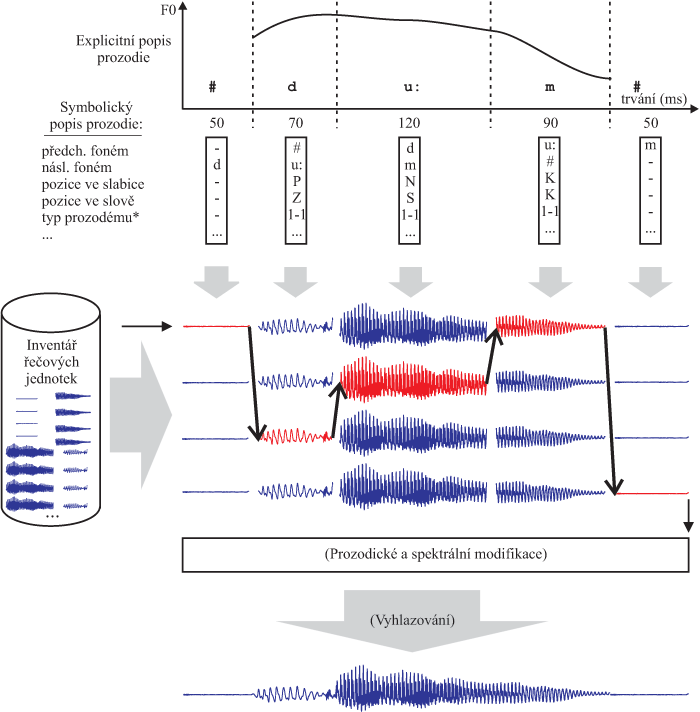 F0
Explicitní popis
prozodie
# d u: m #
trvání (ms)
Symbolický
popis prozodie:
50 70 120 90 50
předch. foném - # d u: m
násl. foném d u: m # -
pozice ve slabice - P N K -
pozice ve slově - Z S K -
typ prozodému* - 1-1 1-1 1-1 -
... ... ... ... ... ...
Inventář
řečových
jednotek
...
(Prozodické a spektrální modifikace)
(Vyhlazování)